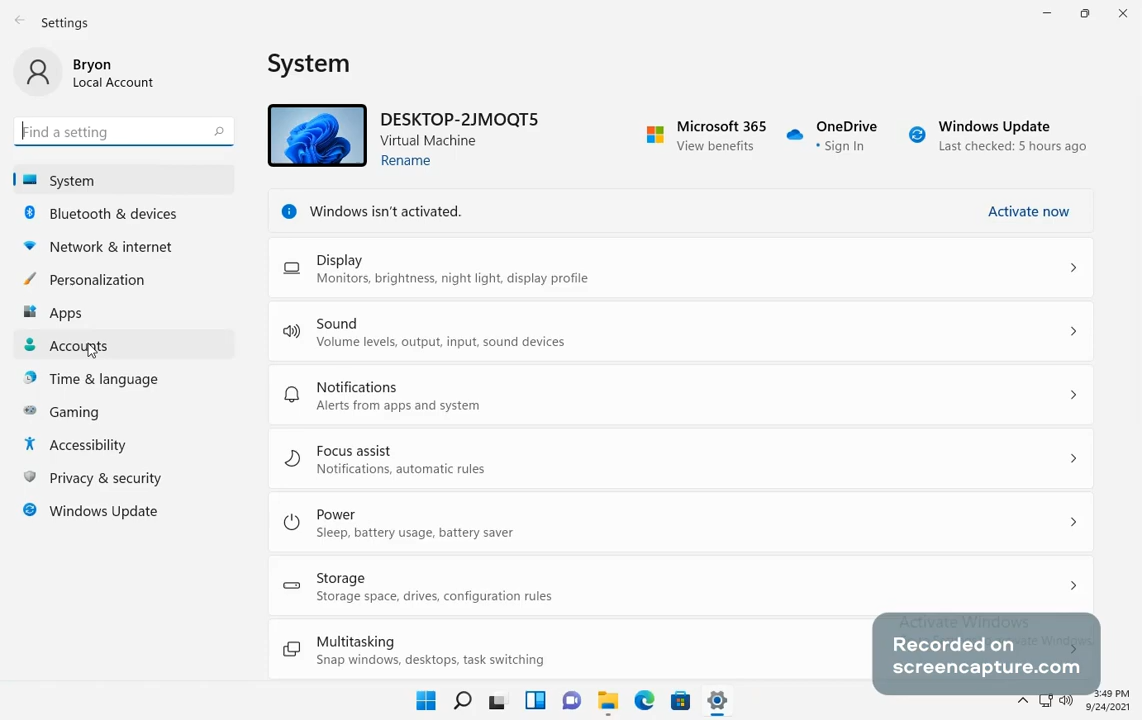 Settings
Bryon
Local Account
Find a setting
System
Bluetooth & devices
Network & internet
Personalization
Apps
Accounts
Time & language
Gaming
Accessibility
Privacy & security
Windows Update
System
DESKTOP-2JMOQT5
Virtual Machine
Rename
Microsoft 365
View benefits
OneDrive
• Sign In
Windows Update
Last checked: 5 hours ago
Windows isn't activated.
Activate now
Display
Monitors, brightness, night light, display profile
Sound
Volume levels, output, input, sound devices
Notifications
Alerts from apps and system
Focus assist
Notifications, automatic rules
Power
Sleep, battery usage, battery saver
Storage
Storage space, drives, configuration rules
Multitasking
Snap windows, desktops, task switching
Activate Windows
Windows.
Recorded on
screencapture.com
3:49 PM
9/24/2021